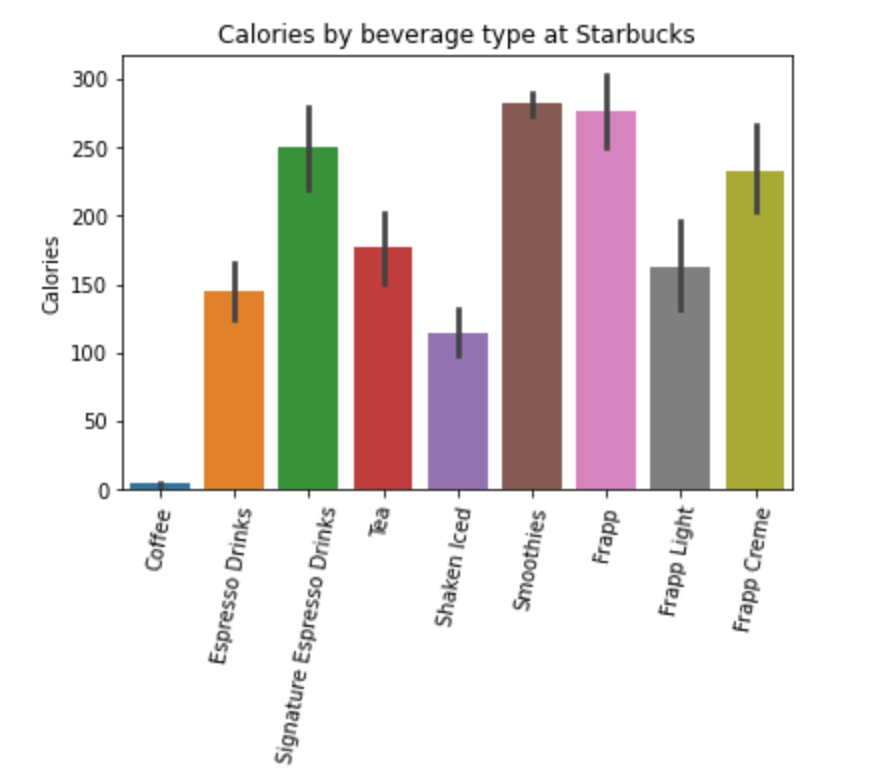 Calories by beverage type at Starbucks
300
250
200
150
100
50
0
Calories
Coffee
Espresso Drinks
Signature Espresso Drinks
Tea
Shaken Iced
Smoothies
Frapp
Frapp Light
Frapp Creme